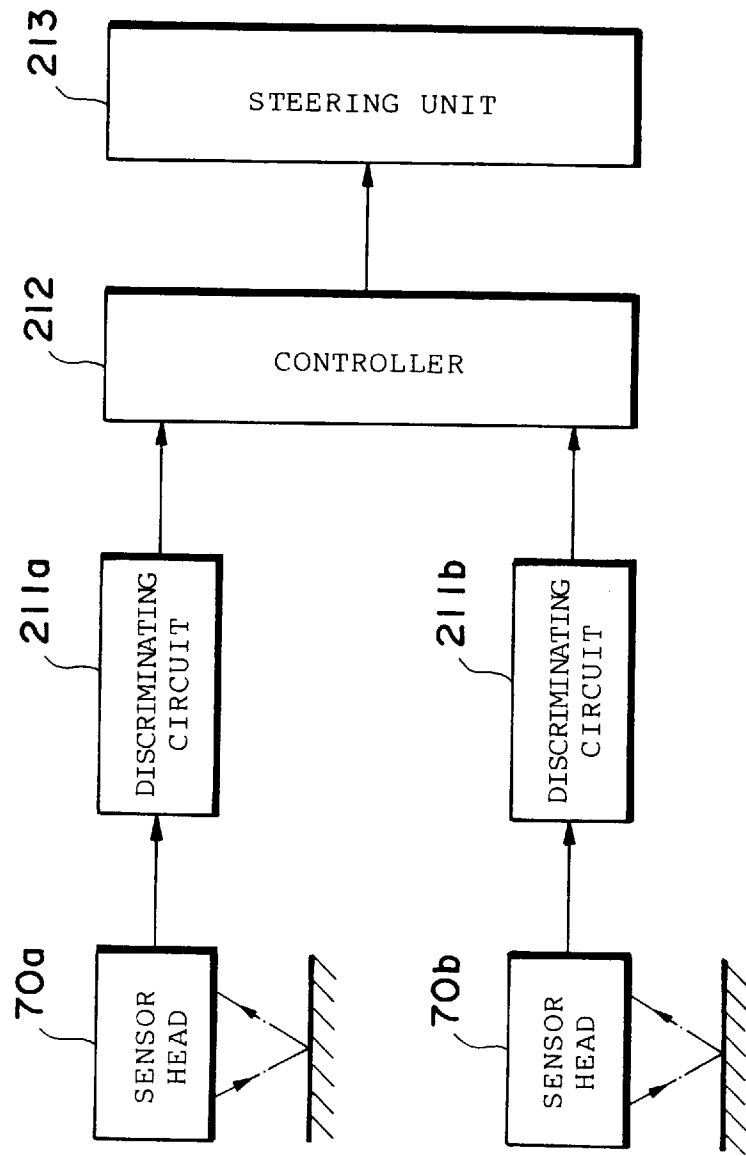 213
STEERING UNIT
212
CONTROLLER
211a
DISCRIMINATING
CIRCUIT
211b
DISCRIMINATING
CIRCUIT
70a
SENSOR
HEAD
70b
SENSOR
HEAD